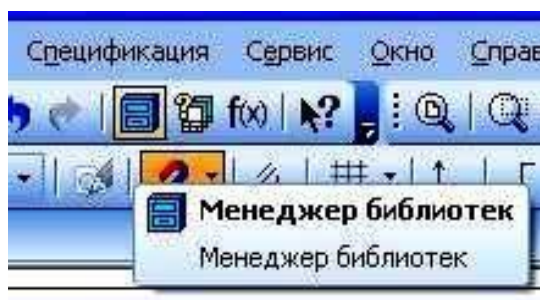 Спецификация Сервис Окно Справ
f(x) ?
Менеджер библиотек
Менеджер библиотек